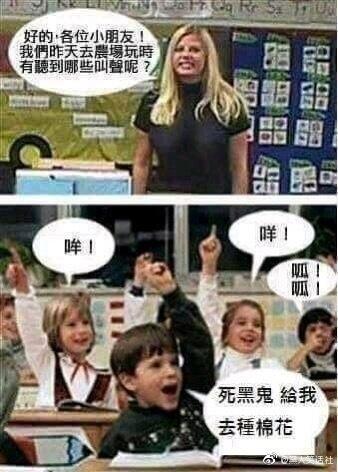 好的，各位小朋友！
我們昨天去農場玩時
有聽到哪些叫聲呢？
哞！
咩！
呱！
呱！
死黑鬼 給我
去種棉花